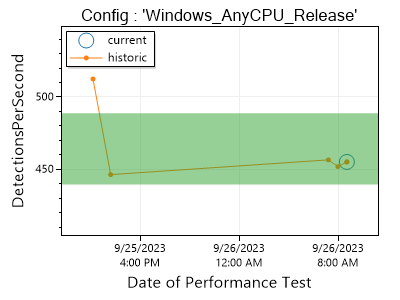 Config : 'Windows_AnyCPU_Release'
current
historic
DetectionsPerSecond
500
450
9/25/2023
4:00 PM
9/26/2023
12:00 AM
9/26/2023
8:00 AM
Date of Performance Test